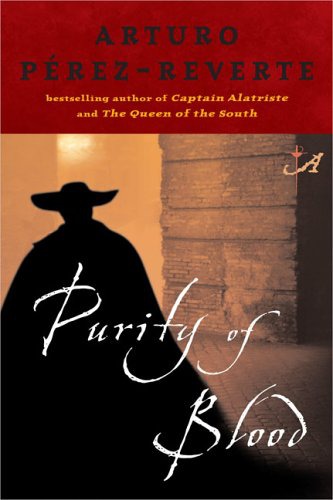 ARTURO
PÉREZ-REVERTE
bestselling author of Captain Alatriste
and The Queen of the South
A
Purity of
Blood